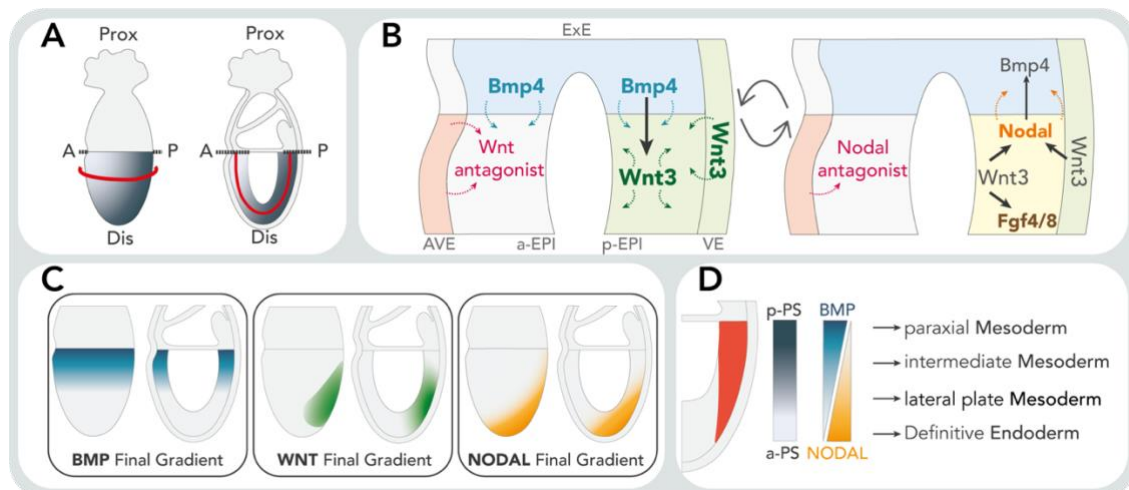 A
Prox
Prox
A
P
A
P
Dis
Dis
B
ExE
Bmp4
Bmp4
Wnt
antagonist
Wnt3
Wnt3
AVE
a-EPI
p-EPI
VE
Bmp4
Nodal
antagonist
Nodal
Wnt3
Wnt3
Fgf4/8
C
BMP Final Gradient
WNT Final Gradient
NODAL Final Gradient
D
p-PS
BMP
paraxial Mesoderm
intermediate Mesoderm
lateral plate Mesoderm
Definitive Endoderm
a-PS
NODAL